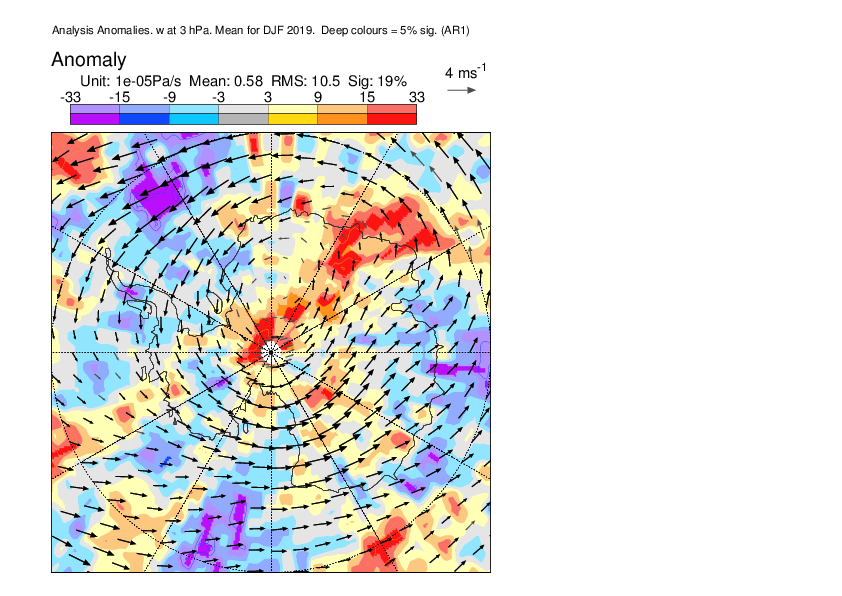 Analysis Anomalies. w at 3 hPa. Mean for DJF 2019. Deep colours = 5% sig. (AR1)
Anomaly
4 ms-1
Unit: 1e-05Pa/s Mean: 0.58 RMS: 10.5 Sig: 19%
-33 -15 -9 -3 3 9 15 33